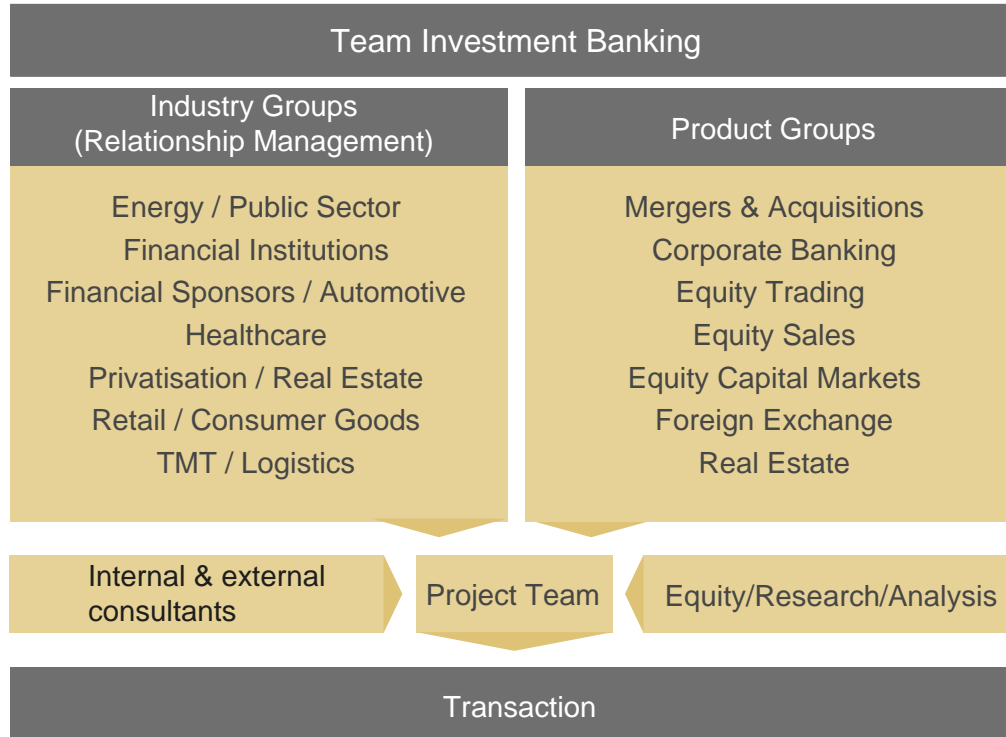 Team Investment Banking
Industry Groups
(Relationship Management)
Energy / Public Sector
Financial Institutions
Financial Sponsors / Automotive
Healthcare
Privatisation / Real Estate
Retail / Consumer Goods
TMT / Logistics
Product Groups
Mergers & Acquisitions
Corporate Banking
Equity Trading
Equity Sales
Equity Capital Markets
Foreign Exchange
Real Estate
Internal & external
consultants
Project Team
Equity/Research/Analysis
Transaction